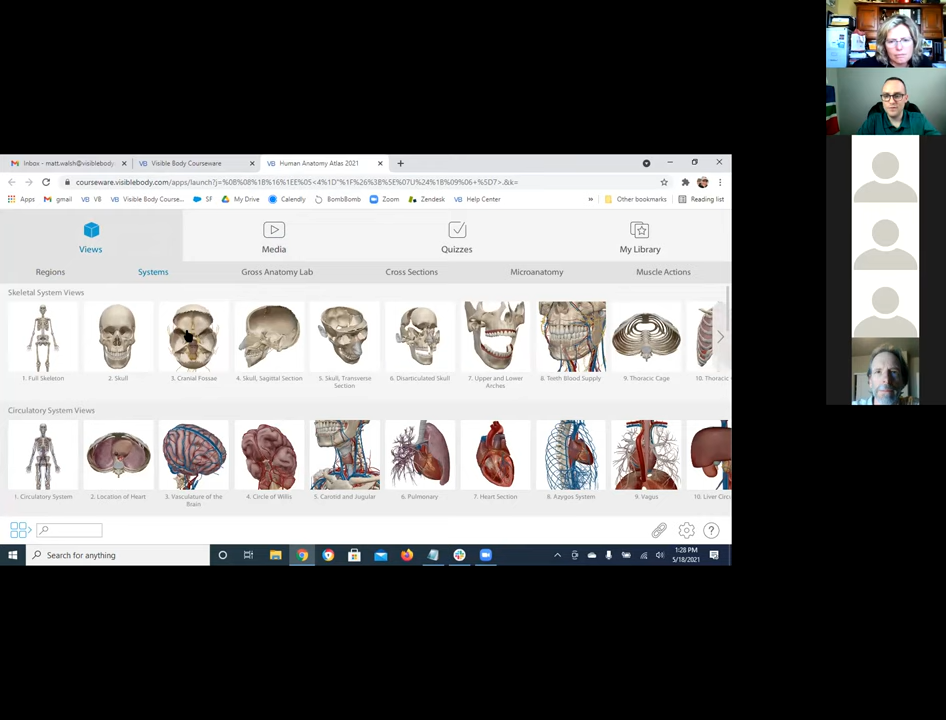 Inbox - matt.walsh@visiblebody
Visible Body Courseware
Human Anatomy Atlas 2021
Apps
gmail
VB
Visible Body Course...
SF
My Drive
Calendly
BombBomb
Zoom
Zendesk
Help Center
»
Other bookmarks
Reading list
Views
Media
Quizzes
My Library
Regions
Systems
Gross Anatomy Lab
Cross Sections
Microanatomy
Muscle Actions
Skeletal System Views
1. Full Skeleton
2. Skull
3. Cranial Fossae
4. Skull, Sagittal Section
5. Skull, Transverse
Section
6. Disarticulated Skull
7. Upper and Lower
Arches
8. Teeth Blood Supply
9. Thoracic Cage
10. Thoracic
Circulatory System Views
1. Circulatory System
2. Location of Heart
3. Vasculature of the
Brain
4. Circle of Willis
5. Carotid and Jugular
6. Pulmonary
7. Heart Section
8. Azygos System
9. Vagus
10. Liver Circ
Search for anything
1:28 PM
5/18/2021